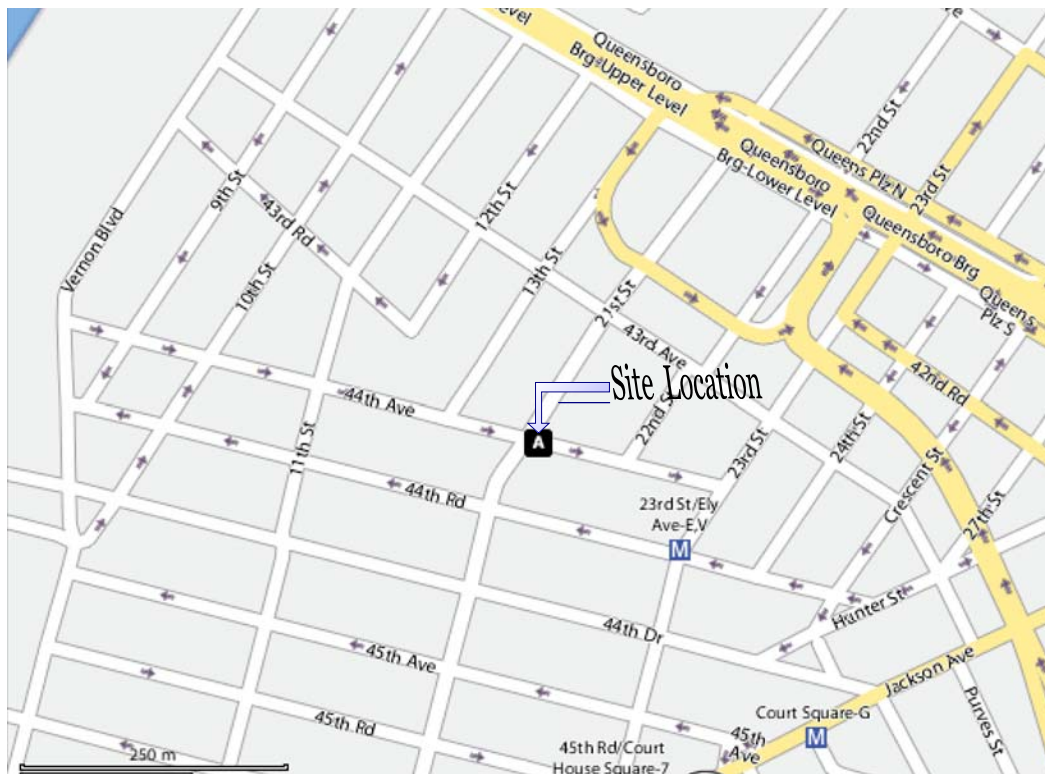 Level
Ave
Queensboro
Brg-Upper Level
22nd St
Queens Plz N
23rd St
Queensboro
Brg-Lower Level
Queensboro Brg
Queens
Plz S
9th St
12th St
43rd Rd
Vernon Blvd
10th St
13th St
21st St
43rd Ave
42nd Rd
Site Location
44th Ave
A
22nd St
23rd St
24th St
Crescent St
27th St
11th St
44th Rd
23rd St/Ely
Ave-E,V
M
Hunter St
44th Dr
45th Ave
Jackson Ave
Purves St
45th Rd
Court Square-G
M
45th
Ave
250 m
45th Rd/Court
House Square-7